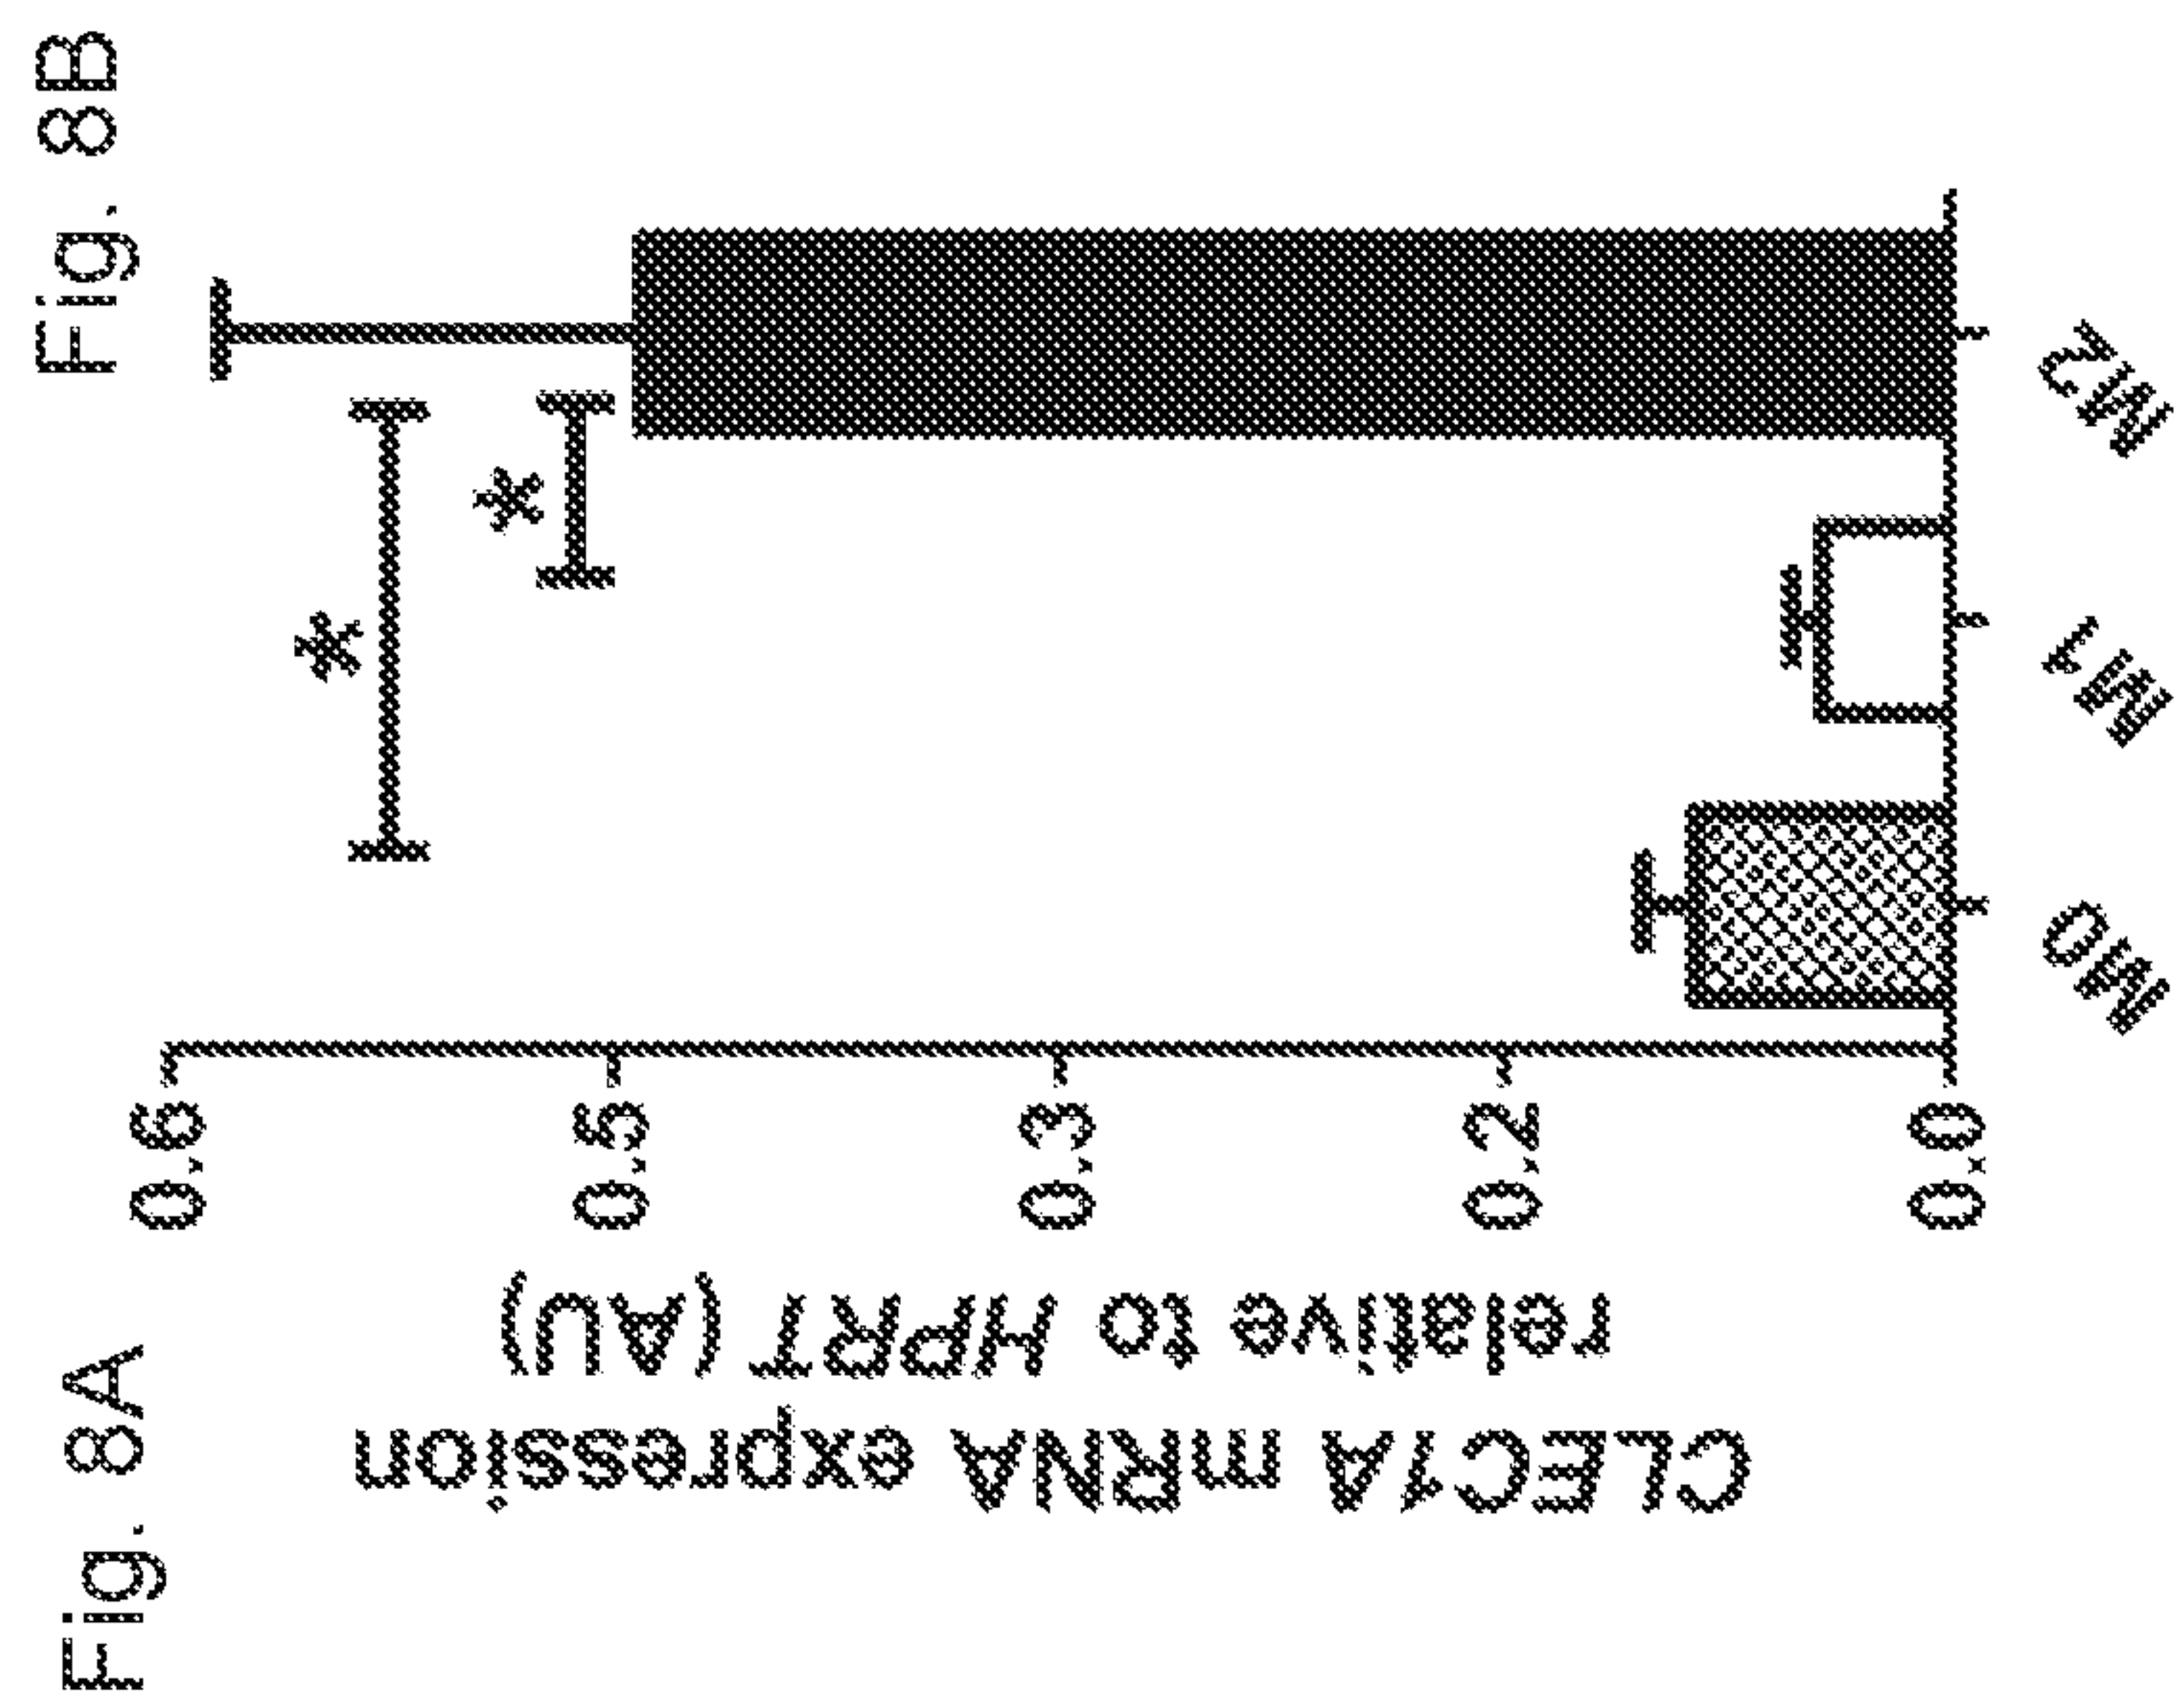 Fig. 8A
Fig. 8B
CLEC1A mRNA expression
relative to HPRT (AU)
0.6
0.5
0.3
0.2
0.0
*
*
M0
M1
M2